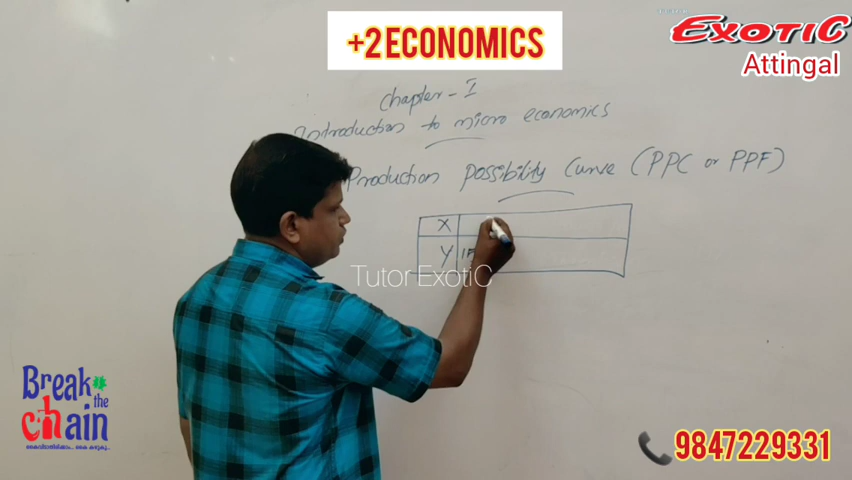 +2 ECONOMICS
EXOTIC
Attingal
Chapter - I
Introduction to micro economics
Production possibility Curve (PPC or PPF)
X
Y
Tutor ExotiC
Break the chain
കൈവിടാതിരിക്കാം.. കൈ കഴുകൂ..
9847229331